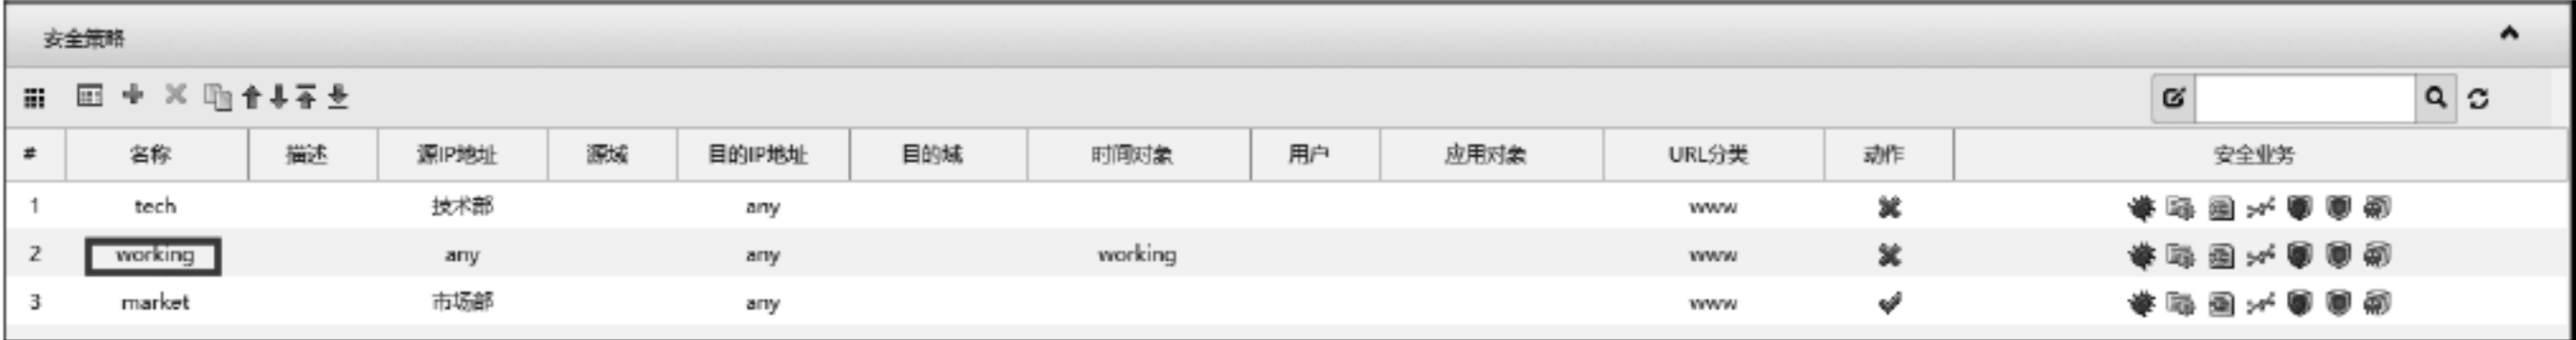 安全策略
# 名称 描述 源IP地址 源域 目的IP地址 目的域 时间对象 用户 应用对象 URL分类 动作 安全业务
1 tech 技术部 any www
2 working any any working www
3 market 市场部 any www